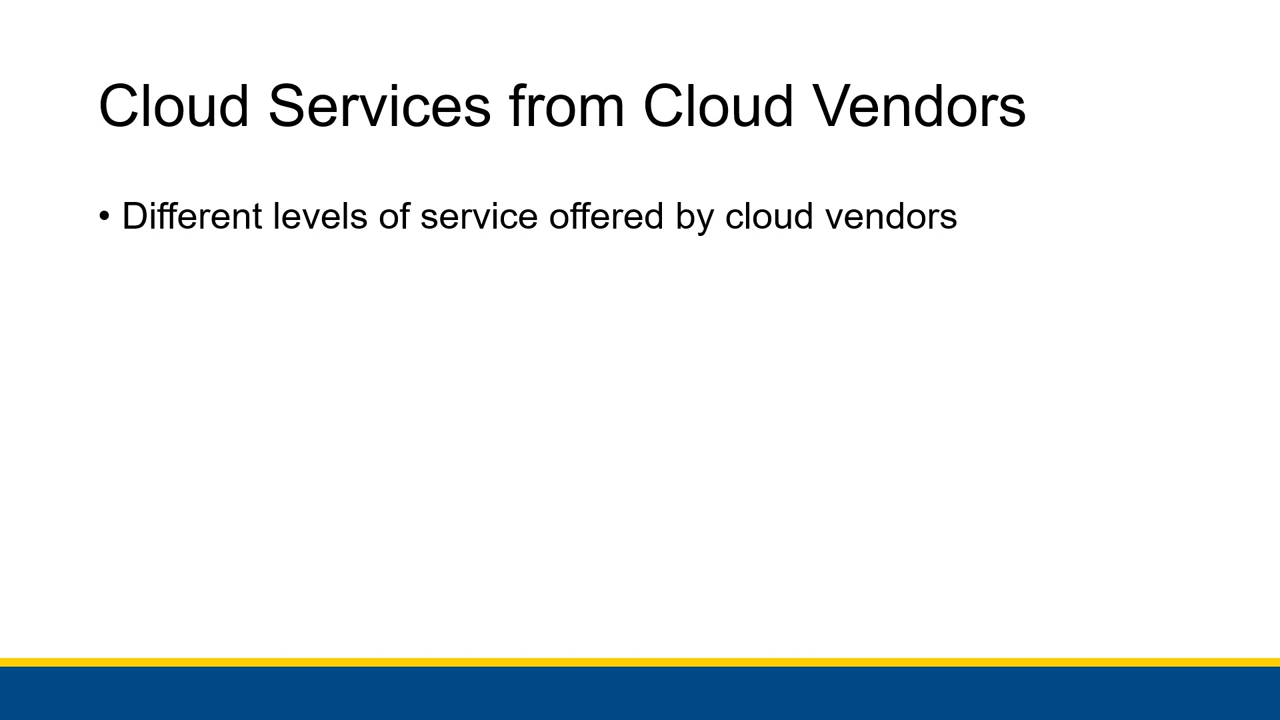 Cloud Services from Cloud Vendors
• Different levels of service offered by cloud vendors